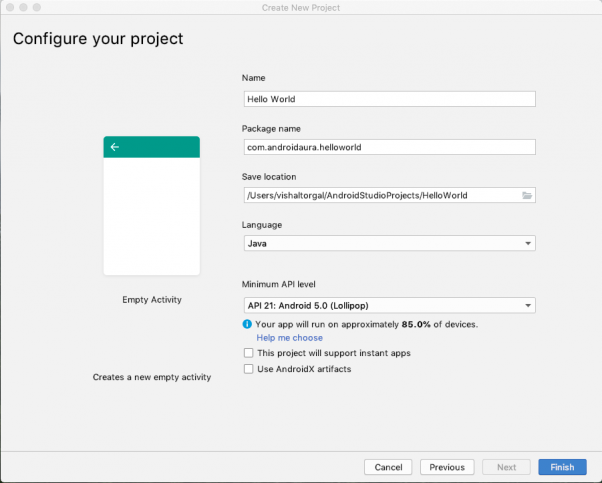 Create New Project
Configure your project
Name
Hello World
Package name
com.androidaura.helloworld
Save location
/Users/vishaltorgal/AndroidStudioProjects/HelloWorld
Language
Java
Minimum API level
API 21: Android 5.0 (Lollipop)
Your app will run on approximately 85.0% of devices.
Help me choose
This project will support instant apps
Use AndroidX artifacts
Empty Activity
Creates a new empty activity
Cancel
Previous
Next
Finish